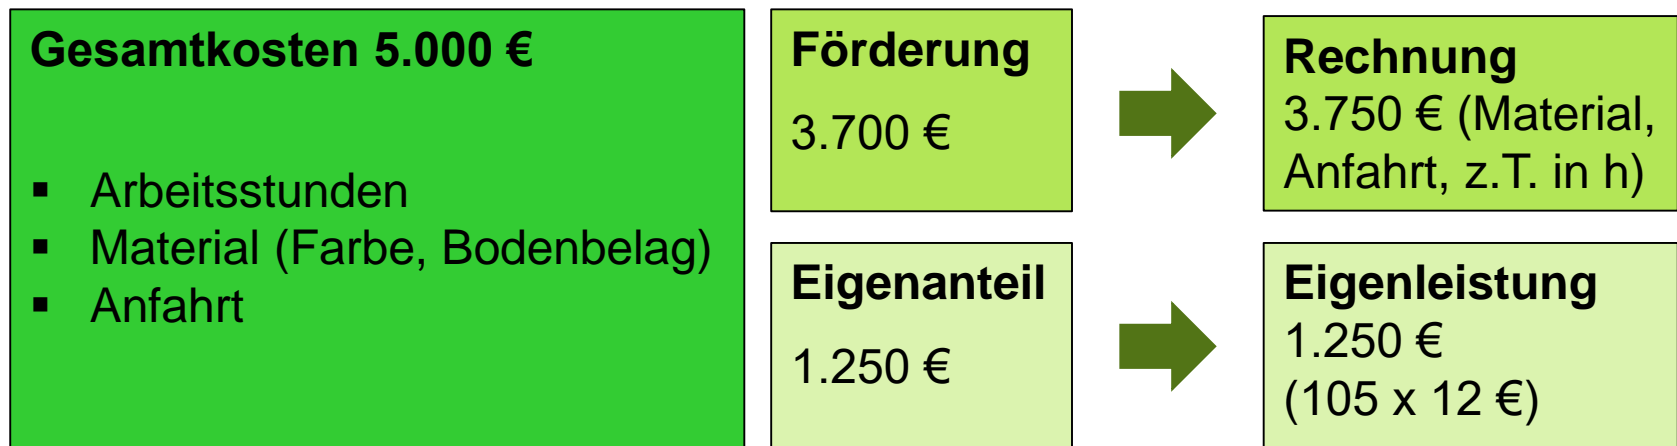 Gesamtkosten 5.000 €
▪ Arbeitsstunden
▪ Material (Farbe, Bodenbelag)
▪ Anfahrt
Förderung
3.700 €
Rechnung
3.750 € (Material,
Anfahrt, z.T. in h)
Eigenanteil
1.250 €
Eigenleistung
1.250 €
(105 x 12 €)